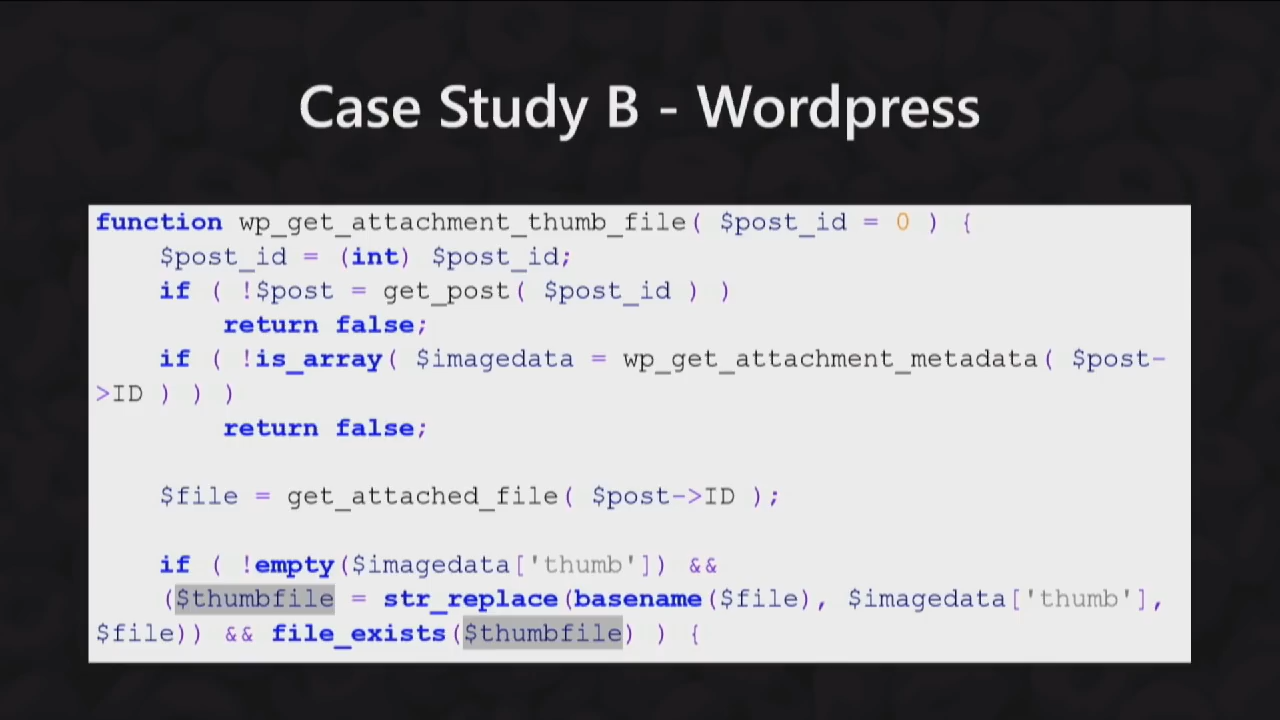 Case Study B - Wordpress
function wp_get_attachment_thumb_file( $post_id = 0 ) {
$post_id = (int) $post_id;
if ( !$post = get_post( $post_id ) )
return false;
if ( !is_array( $imagedata = wp_get_attachment_metadata( $post-
>ID ) ) )
return false;
$file = get_attached_file( $post->ID );
if ( !empty($imagedata['thumb']) &&
($thumbfile = str_replace(basename($file), $imagedata['thumb'],
$file)) && file_exists($thumbfile) ) {